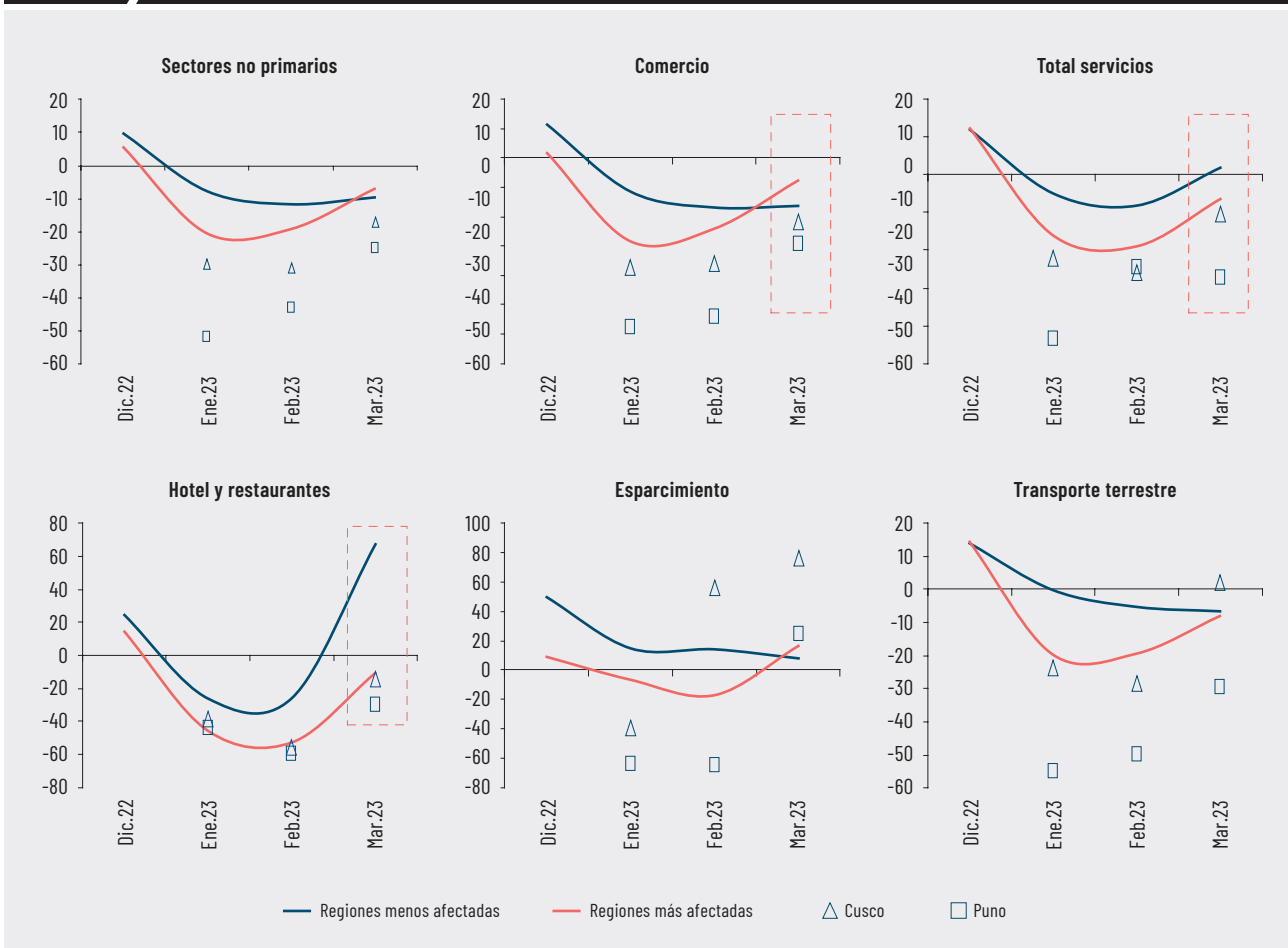 Sectores no primarios
20
10
0
-10
-20
-30
-40
-50
-60
Dic.22
Ene.23
Feb.23
Mar.23
Comercio
20
10
0
-10
-20
-30
-40
-50
-60
Dic.22
Ene.23
Feb.23
Mar.23
Total servicios
20
10
0
-10
-20
-30
-40
-50
-60
Dic.22
Ene.23
Feb.23
Mar.23
Hotel y restaurantes
80
60
40
20
0
-20
-40
-60
-80
Dic.22
Ene.23
Feb.23
Mar.23
Esparcimiento
100
80
60
40
20
0
-20
-40
-60
-80
Dic.22
Ene.23
Feb.23
Mar.23
Transporte terrestre
20
10
0
-10
-20
-30
-40
-50
-60
Dic.22
Ene.23
Feb.23
Mar.23
Regiones menos afectadas
Regiones más afectadas
Cusco
Puno